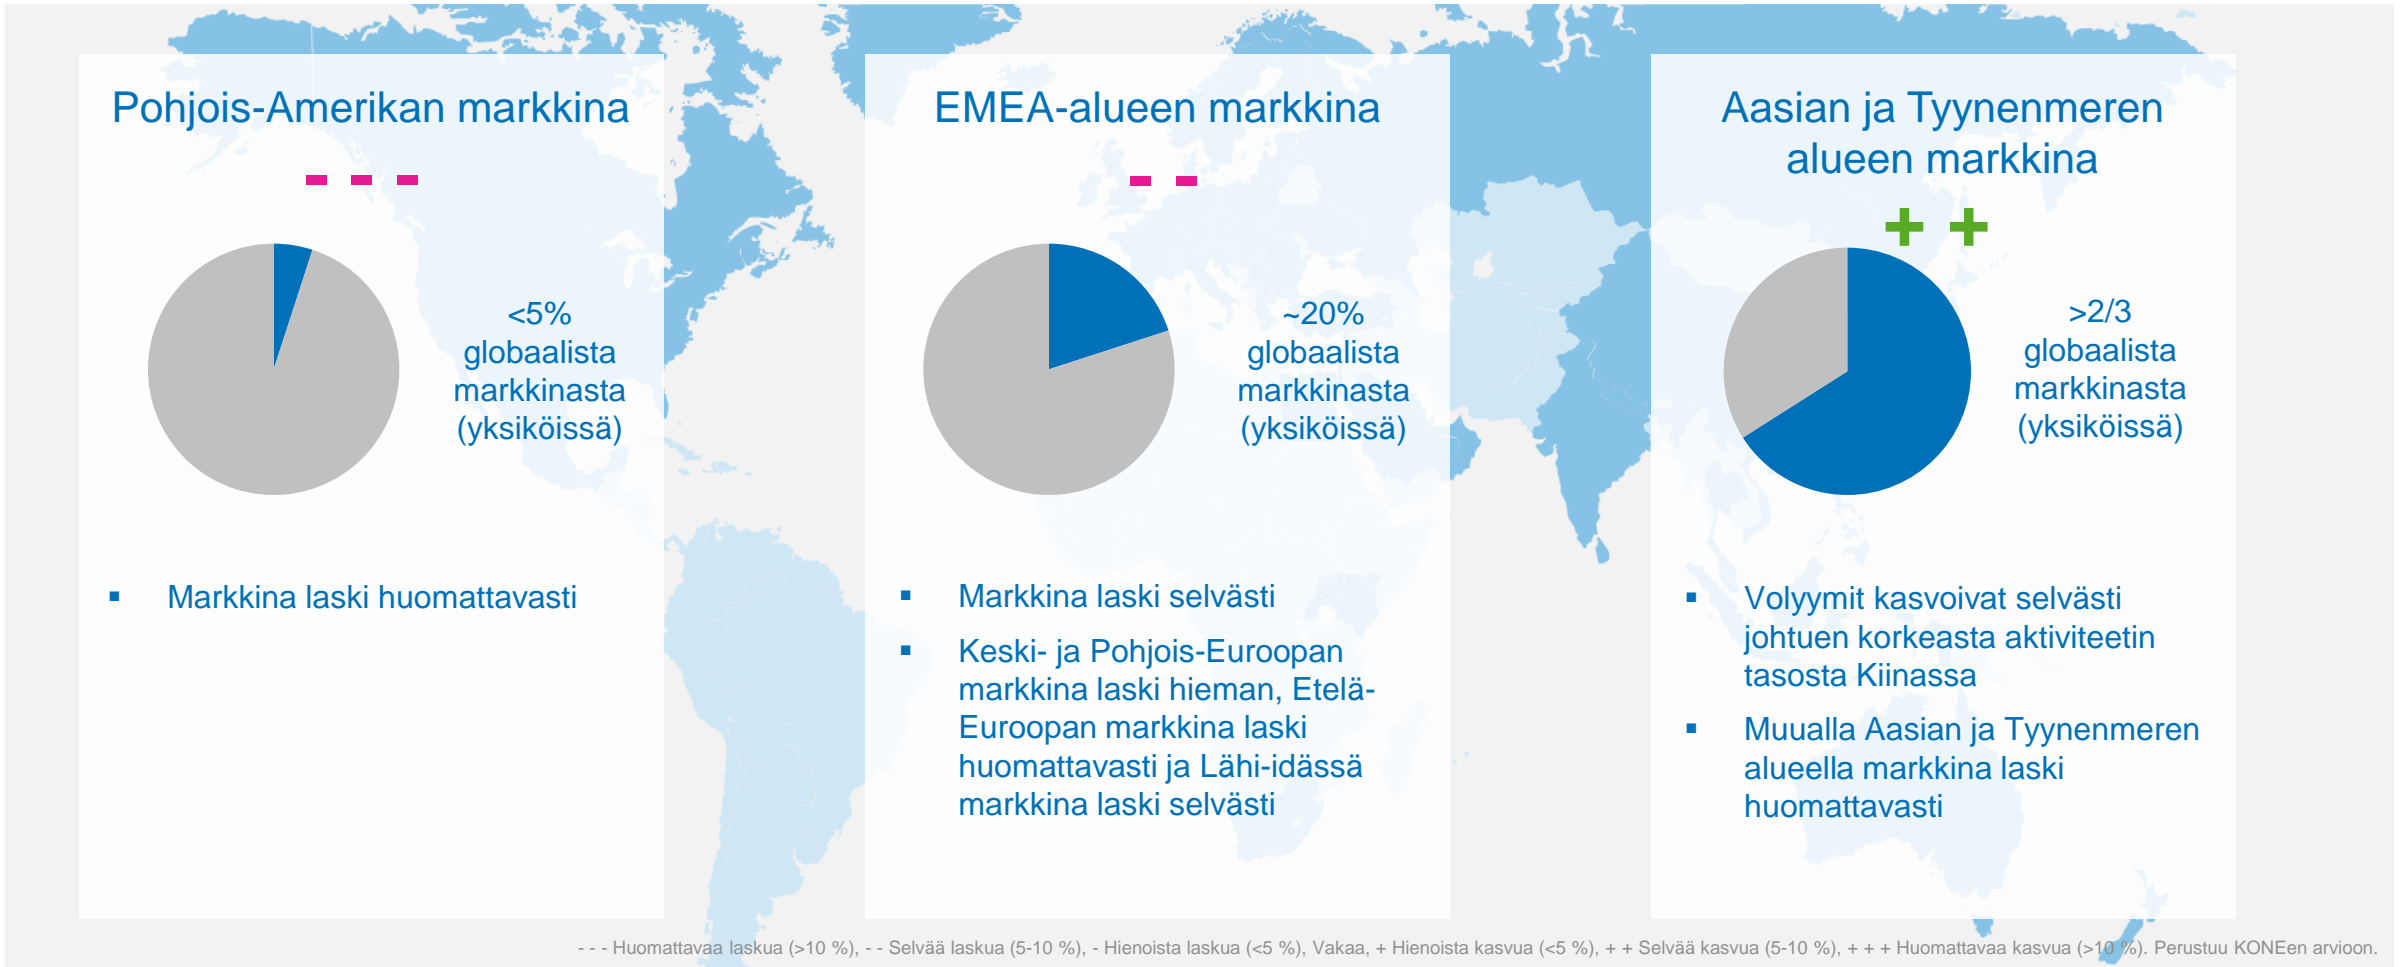 Pohjois-Amerikan markkina
- - -
<5%
globaalista
markkinasta
(yksiköissä)
▪ Markkina laski huomattavasti
EMEA-alueen markkina
- -
~20%
globaalista
markkinasta
(yksiköissä)
▪ Markkina laski selvästi
▪ Keski- ja Pohjois-Euroopan
markkina laski hieman, Etelä-
Euroopan markkina laski
huomattavasti ja Lähi-idässä
markkina laski selvästi
Aasian ja Tyynenmeren
alueen markkina
+ +
>2/3
globaalista
markkinasta
(yksiköissä)
▪ Volyymit kasvoivat selvästi
johtuen korkeasta aktiviteetin
tasosta Kiinassa
▪ Muualla Aasian ja Tyynenmeren
alueella markkina laski
huomattavasti
- - - Huomattavaa laskua (>10 %), - - Selvää laskua (5-10 %), - Hienoista laskua (<5 %), Vakaa, + Hienoista kasvua (<5 %), + + Selvää kasvua (5-10 %), + + + Huomattavaa kasvua (>10 %). Perustuu KONEen arvioon.